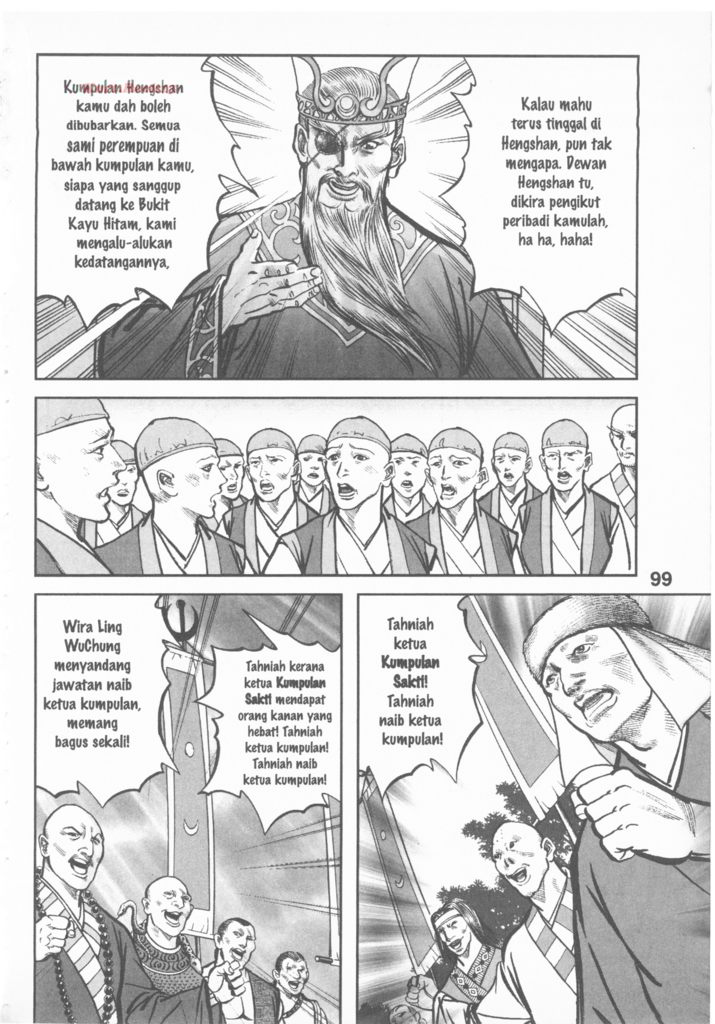 Kumpulan Hengshan
kamu dah boleh
dibubarkan. Semua
sami perempuan di
bawah kumpulan kamu,
siapa yang sanggup
datang ke Bukit
Kayu Hitam, kami
mengalu-alukan
kedatangannya,
Kalau mahu
terus tinggal di
Hengshan, pun tak
mengapa. Dewan
Hengshan tu,
dikira pengikut
peribadi kamulah,
ha ha, haha!
99
Wira Ling
WuChung
menyandang
jawatan naib
ketua kumpulan,
memang
bagus sekali!
Tahniah kerana
ketua Kumpulan
Sakti! mendapat
orang kanan yang
hebat! Tahniah
ketua kumpulan!
Tahniah naib
ketua kumpulan!
Tahniah
ketua
Kumpulan
Sakti!
Tahniah
naib ketua
kumpulan!